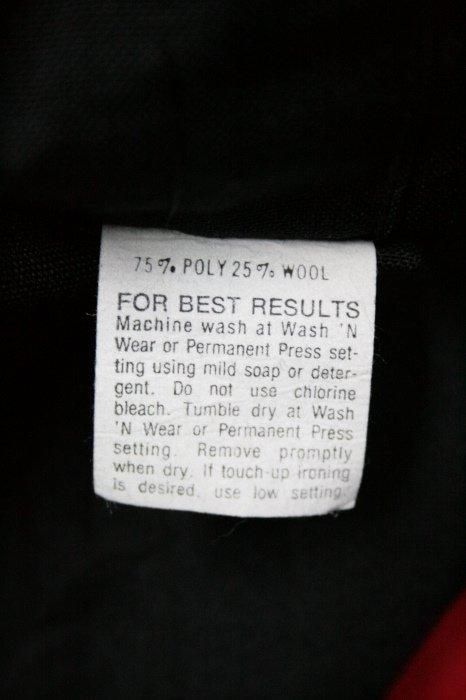 75% POLY 25% WOOL
FOR BEST RESULTS
Machine wash at Wash 'N
Wear or Permanent Press set-
ting using mild soap or deter-
gent. Do not use chlorine
bleach. Tumble dry at Wash
'N Wear or Permanent Press
setting. Remove promptly
when dry. If touch-up ironing
is desired, use low setting.